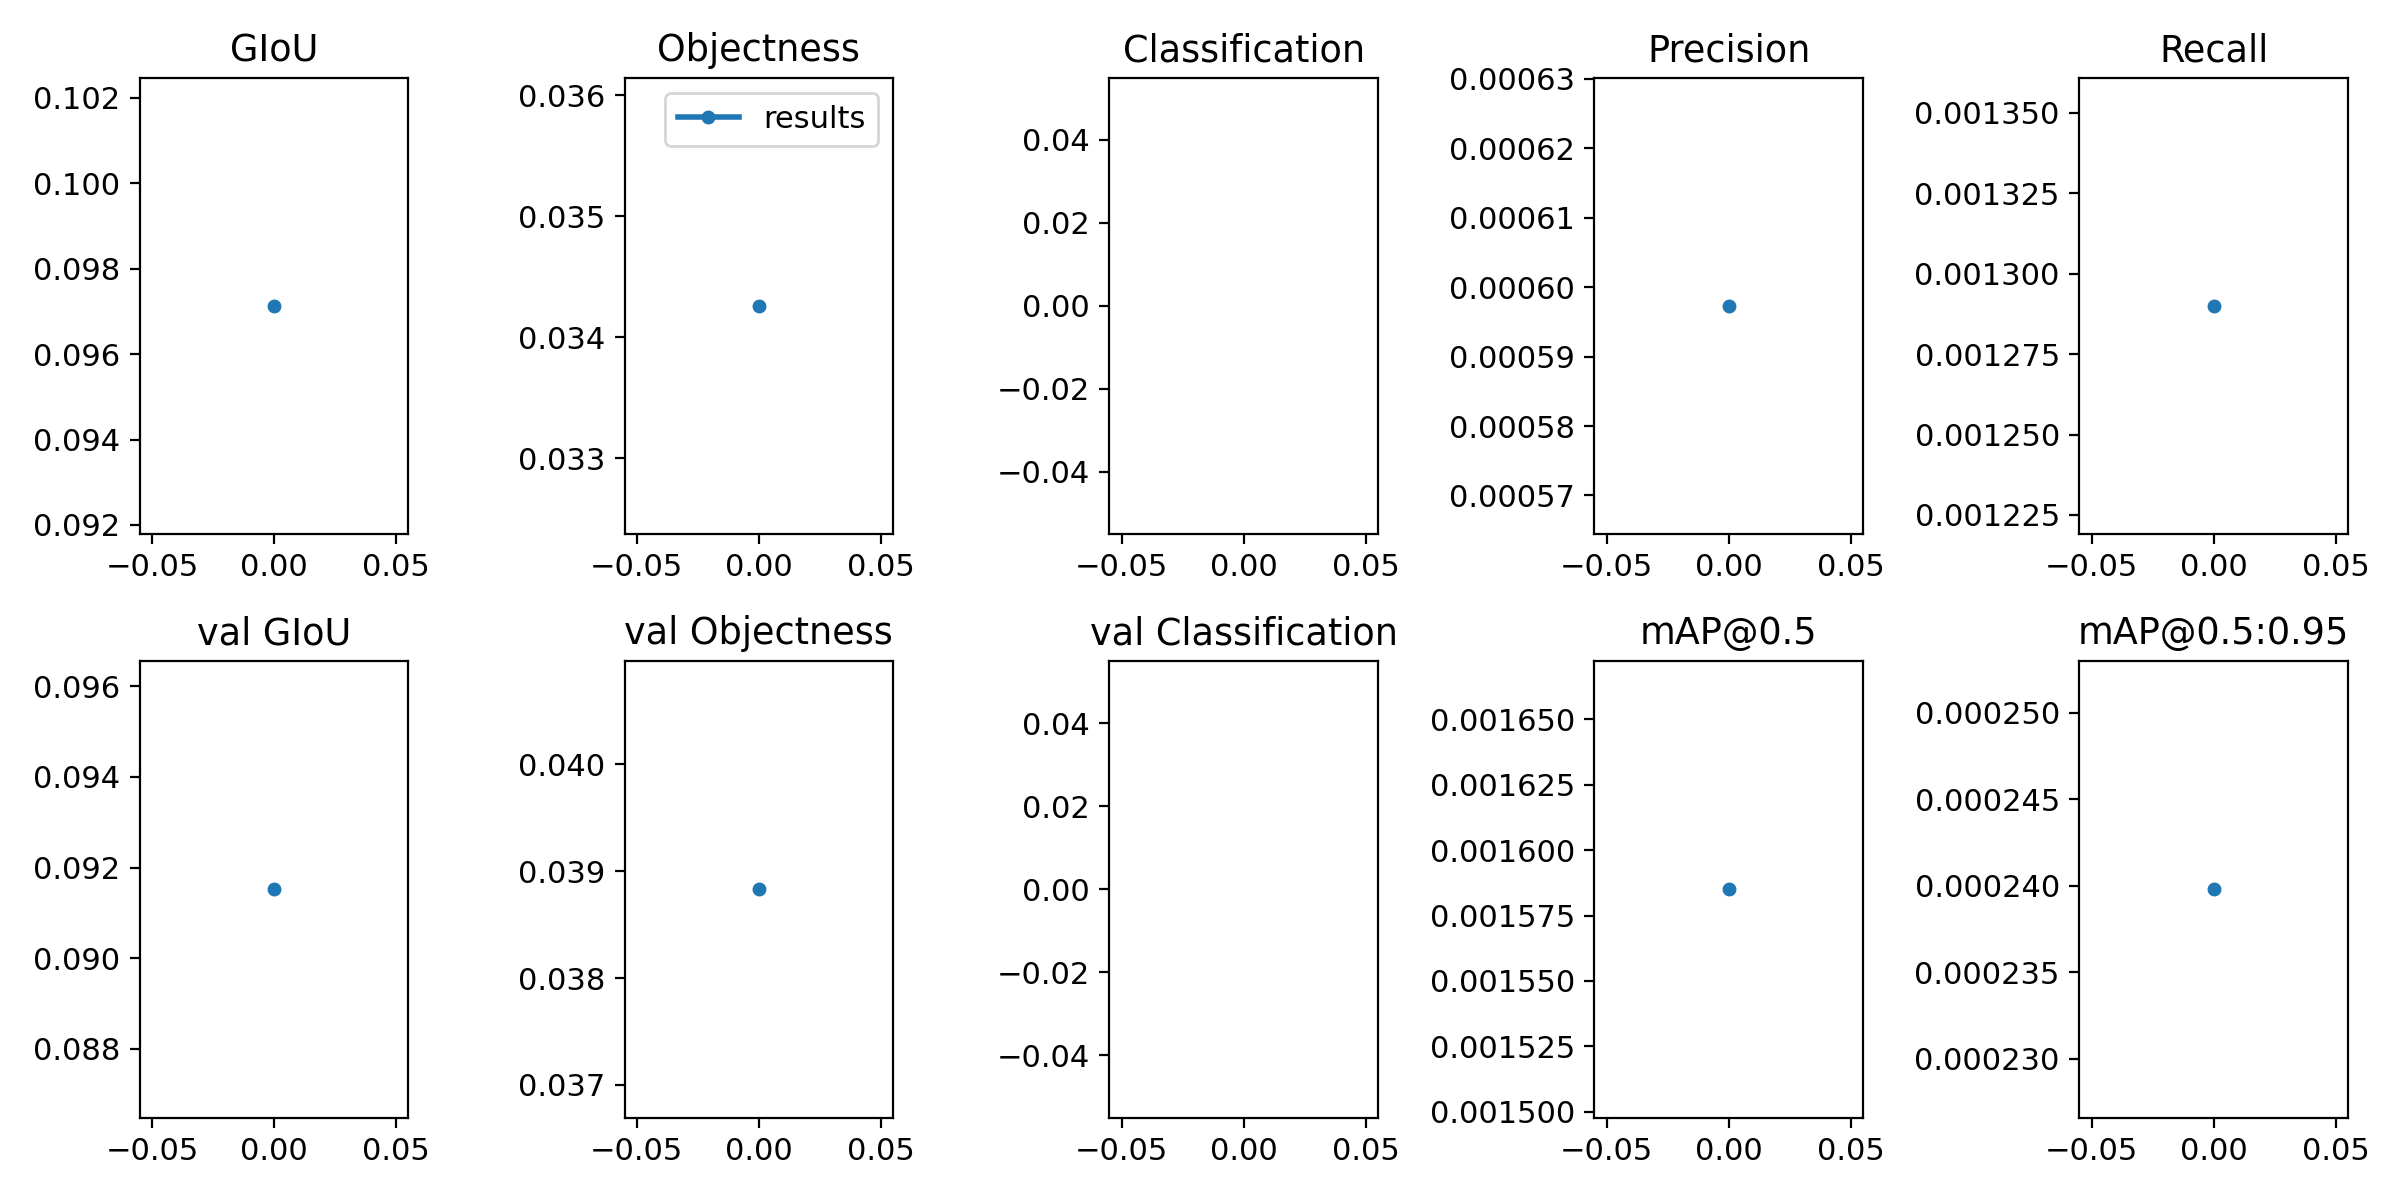 GIoU
0.102
0.100
0.098
0.096
0.094
0.092
−0.05 0.00 0.05
Objectness
results
0.036
0.035
0.034
0.033
−0.05 0.00 0.05
Classification
0.04
0.02
0.00
−0.02
−0.04
−0.05 0.00 0.05
Precision
0.00063
0.00062
0.00061
0.00060
0.00059
0.00058
0.00057
−0.05 0.00 0.05
Recall
0.001350
0.001325
0.001300
0.001275
0.001250
0.001225
−0.05 0.00 0.05
val GIoU
0.096
0.094
0.092
0.090
0.088
−0.05 0.00 0.05
val Objectness
0.040
0.039
0.038
0.037
−0.05 0.00 0.05
val Classification
0.04
0.02
0.00
−0.02
−0.04
−0.05 0.00 0.05
mAP@0.5
0.001650
0.001625
0.001600
0.001575
0.001550
0.001525
0.001500
−0.05 0.00 0.05
mAP@0.5:0.95
0.000250
0.000245
0.000240
0.000235
0.000230
−0.05 0.00 0.05